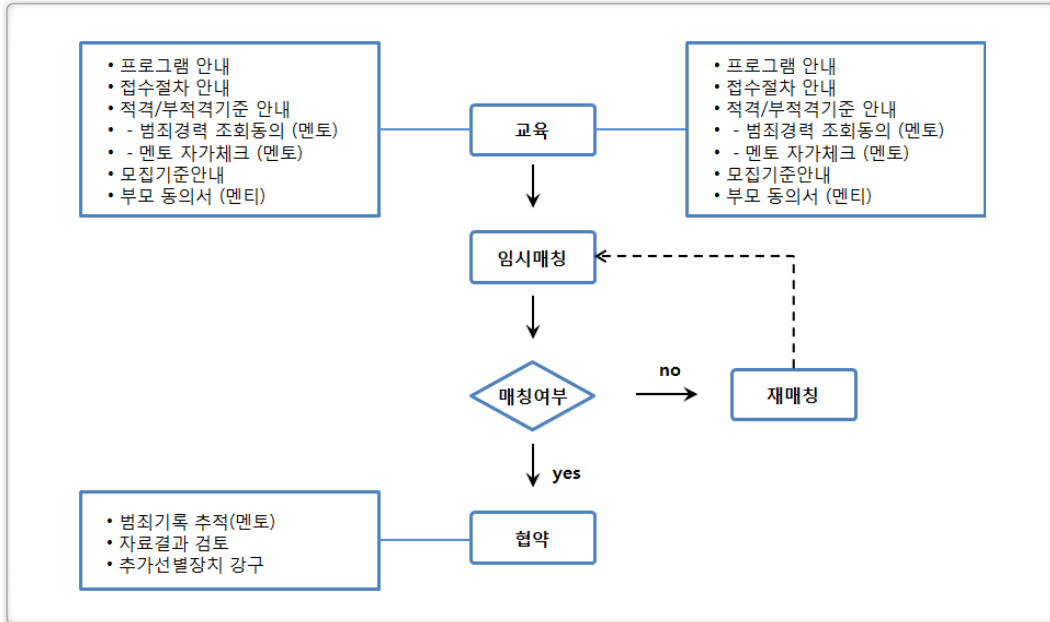 • 프로그램 안내
• 접수절차 안내
• 적격/부적격기준 안내
- 범죄경력 조회동의 (멘토)
- 멘토 자가체크 (멘토)
• 모집기준안내
• 부모 동의서 (멘티)
교육
• 프로그램 안내
• 접수절차 안내
• 적격/부적격기준 안내
- 범죄경력 조회동의 (멘토)
- 멘토 자가체크 (멘토)
• 모집기준안내
• 부모 동의서 (멘티)
임시매칭
매칭여부
no
재매칭
yes
• 범죄기록 추적(멘토)
• 자료결과 검토
• 추가선별장치 강구
협약